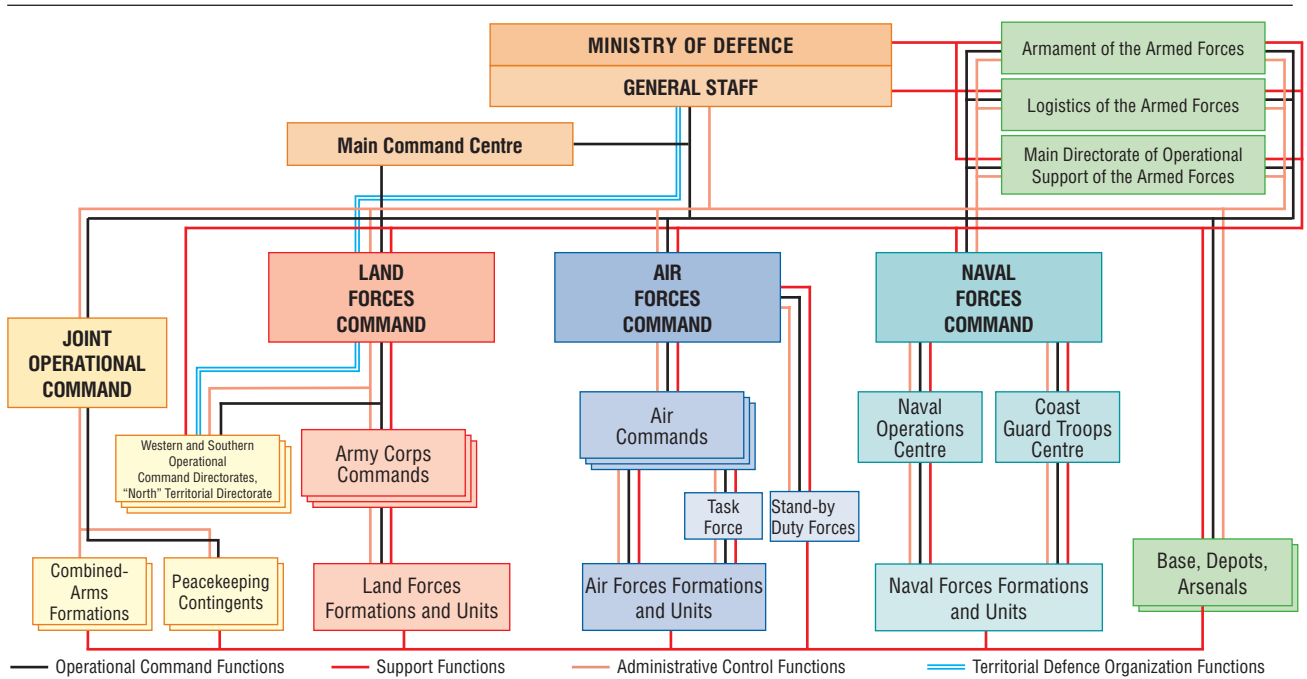 MINISTRY OF DEFENCE
GENERAL STAFF
Armament of the Armed Forces
Logistics of the Armed Forces
Main Directorate of Operational
Support of the Armed Forces
Main Command Centre
LAND
FORCES
COMMAND
AIR
FORCES
COMMAND
NAVAL
FORCES
COMMAND
JOINT
OPERATIONAL
COMMAND
Western and Southern
Operational
Command Directorates,
“North” Territorial Directorate
Army Corps
Commands
Air
Commands
Naval
Operations
Centre
Coast
Guard Troops
Centre
Task
Force
Stand-by
Duty Forces
Combined-
Arms
Formations
Peacekeeping
Contingents
Land Forces
Formations and Units
Air Forces Formations
and Units
Naval Forces Formations
and Units
Base, Depots,
Arsenals
Operational Command Functions
Support Functions
Administrative Control Functions
Territorial Defence Organization Functions